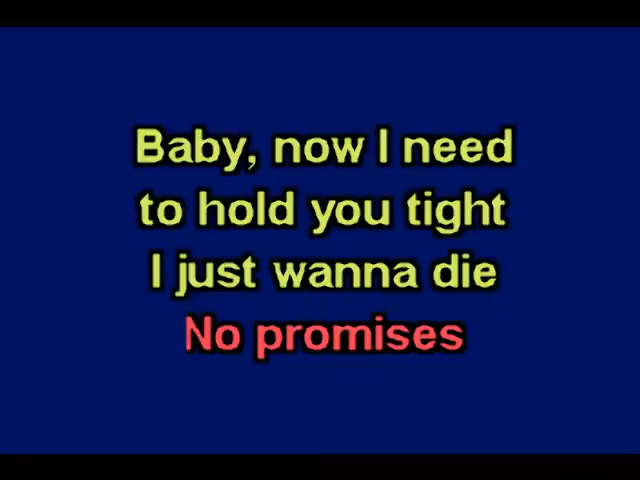 Baby, now I need
to hold you tight
I just wanna die
No promises